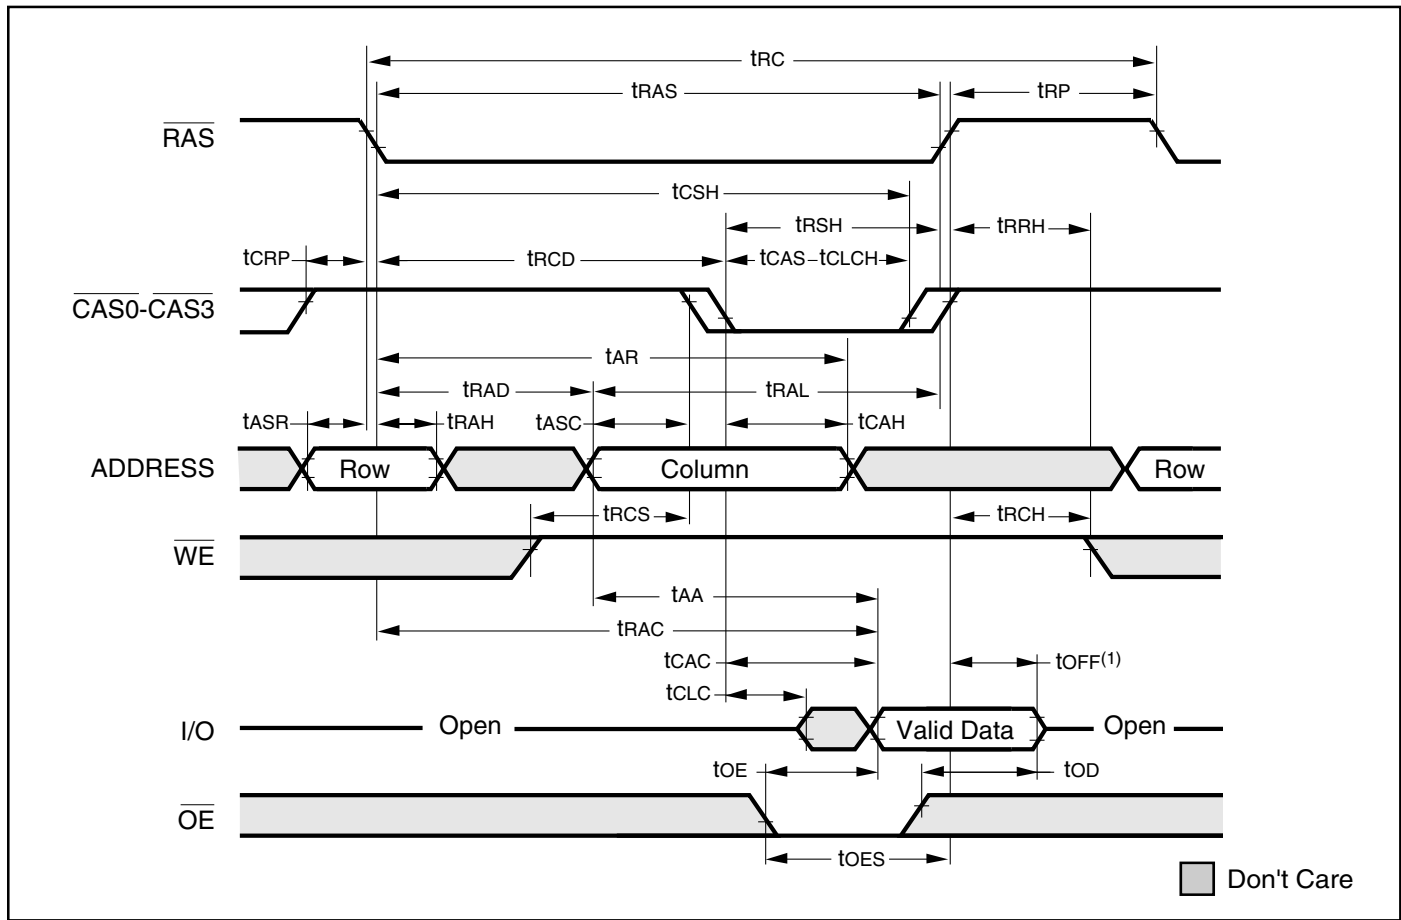 tRC
tRAS
tRP
RAS
tCSH
tRSH
tRRH
tCRP
tRCD
tCAS
tCLCH
CAS0-CAS3
tAR
tRAD
tRAL
tASR
tRAH
tASC
tCAH
ADDRESS
Row
Column
Row
tRCS
tRCH
WE
tAA
tRAC
tCAC
tOFF(1)
tCLC
I/O
Open
Valid Data
Open
tOE
tOD
OE
tOES
Don't Care